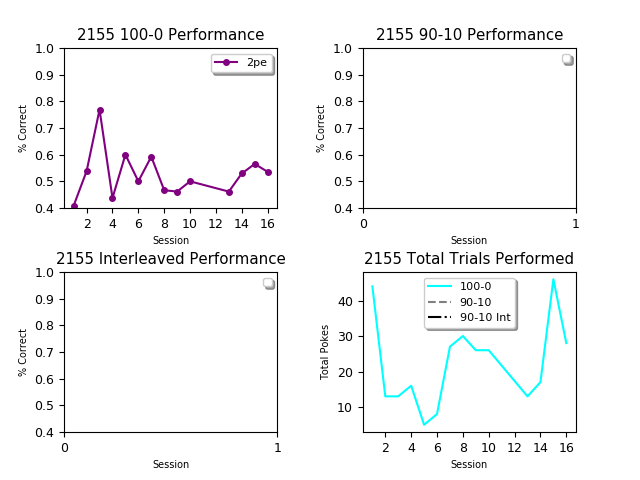 2155 100-0 Performance
1.0
0.9
0.8
0.7
0.6
0.5
0.4
% Correct
2pe
2 4 6 8 10 12 14 16
Session
2155 90-10 Performance
1.0
0.9
0.8
0.7
0.6
0.5
0.4
% Correct
0 1
Session
2155 Interleaved Performance
1.0
0.9
0.8
0.7
0.6
0.5
0.4
% Correct
0 1
Session
2155 Total Trials Performed
40
30
20
10
Total Pokes
100-0
90-10
90-10 Int
2 4 6 8 10 12 14 16
Session